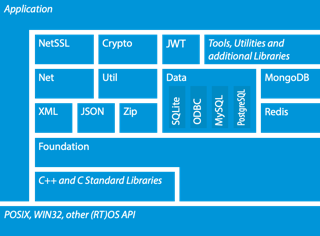 Application
NetSSL
Crypto
JWT
Tools, Utilities and
additional Libraries
Net
Util
Data
MongoDB
SQLite
ODBC
MySQL
PostgreSQL
XML
JSON
Zip
Redis
Foundation
C++ and C Standard Libraries
POSIX, WIN32, other (RT)OS API